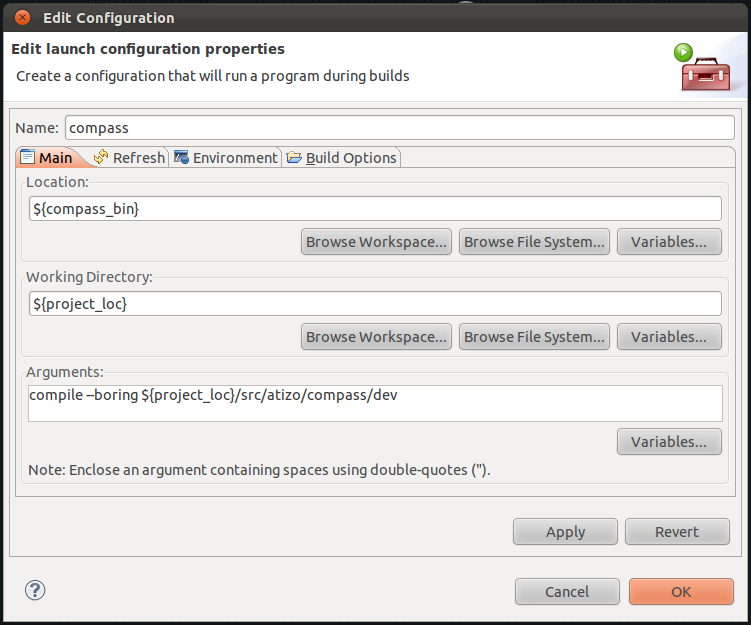 Edit Configuration
Edit launch configuration properties
Create a configuration that will run a program during builds
Name: compass
Main Refresh Environment Build Options
Location:
${compass_bin}
Browse Workspace... Browse File System... Variables...
Working Directory:
${project_loc}
Browse Workspace... Browse File System... Variables...
Arguments:
compile --boring ${project_loc}/src/atizo/compass/dev
Variables...
Note: Enclose an argument containing spaces using double-quotes (").
Apply Revert
? Cancel OK